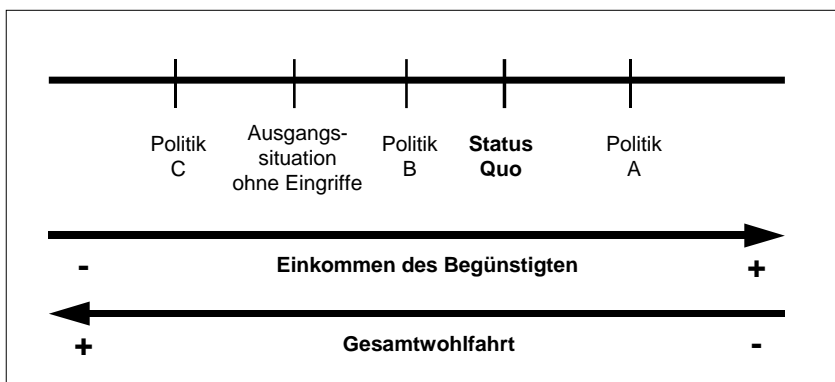 Politik
C
Ausgangs-
situation
ohne Eingriffe
Politik
B
Status
Quo
Politik
A
- Einkommen des Begünstigten +
+ Gesamtwohlfahrt -